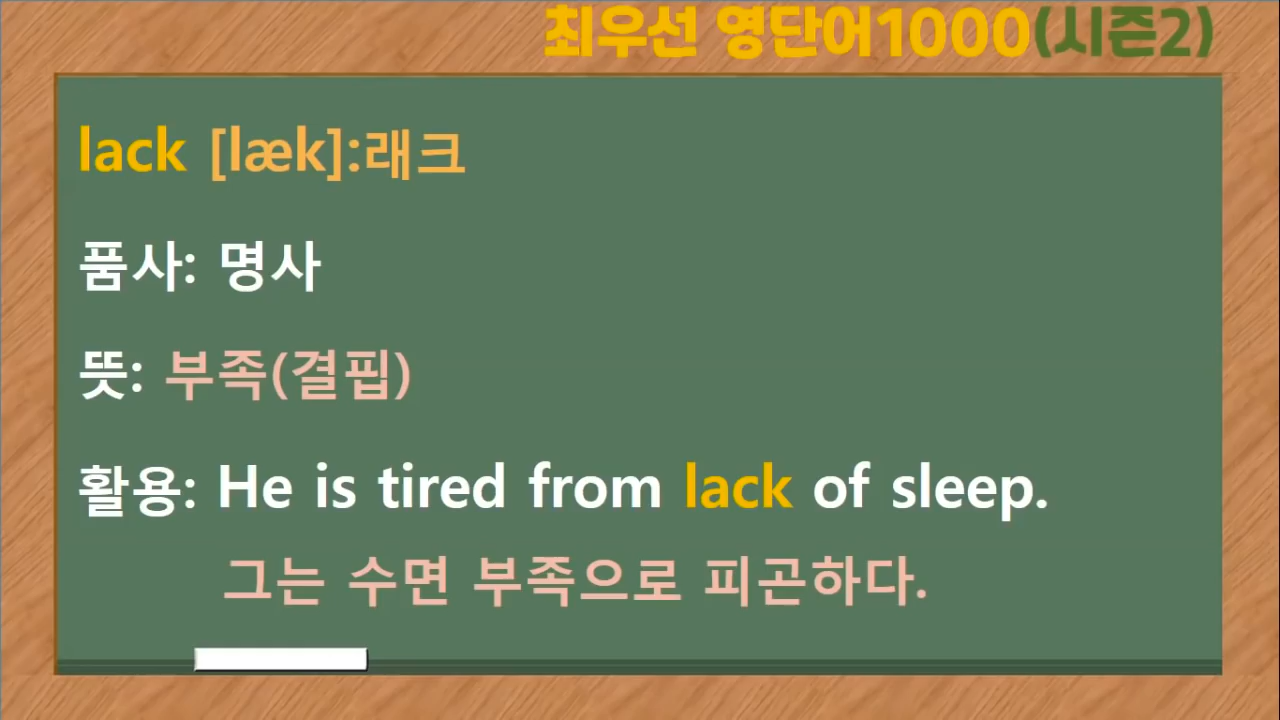 최우선 영단어1000(시즌2)
lack [læk]:래크
품사: 명사
뜻: 부족(결핍)
활용: He is tired from lack of sleep.
그는 수면 부족으로 피곤하다.